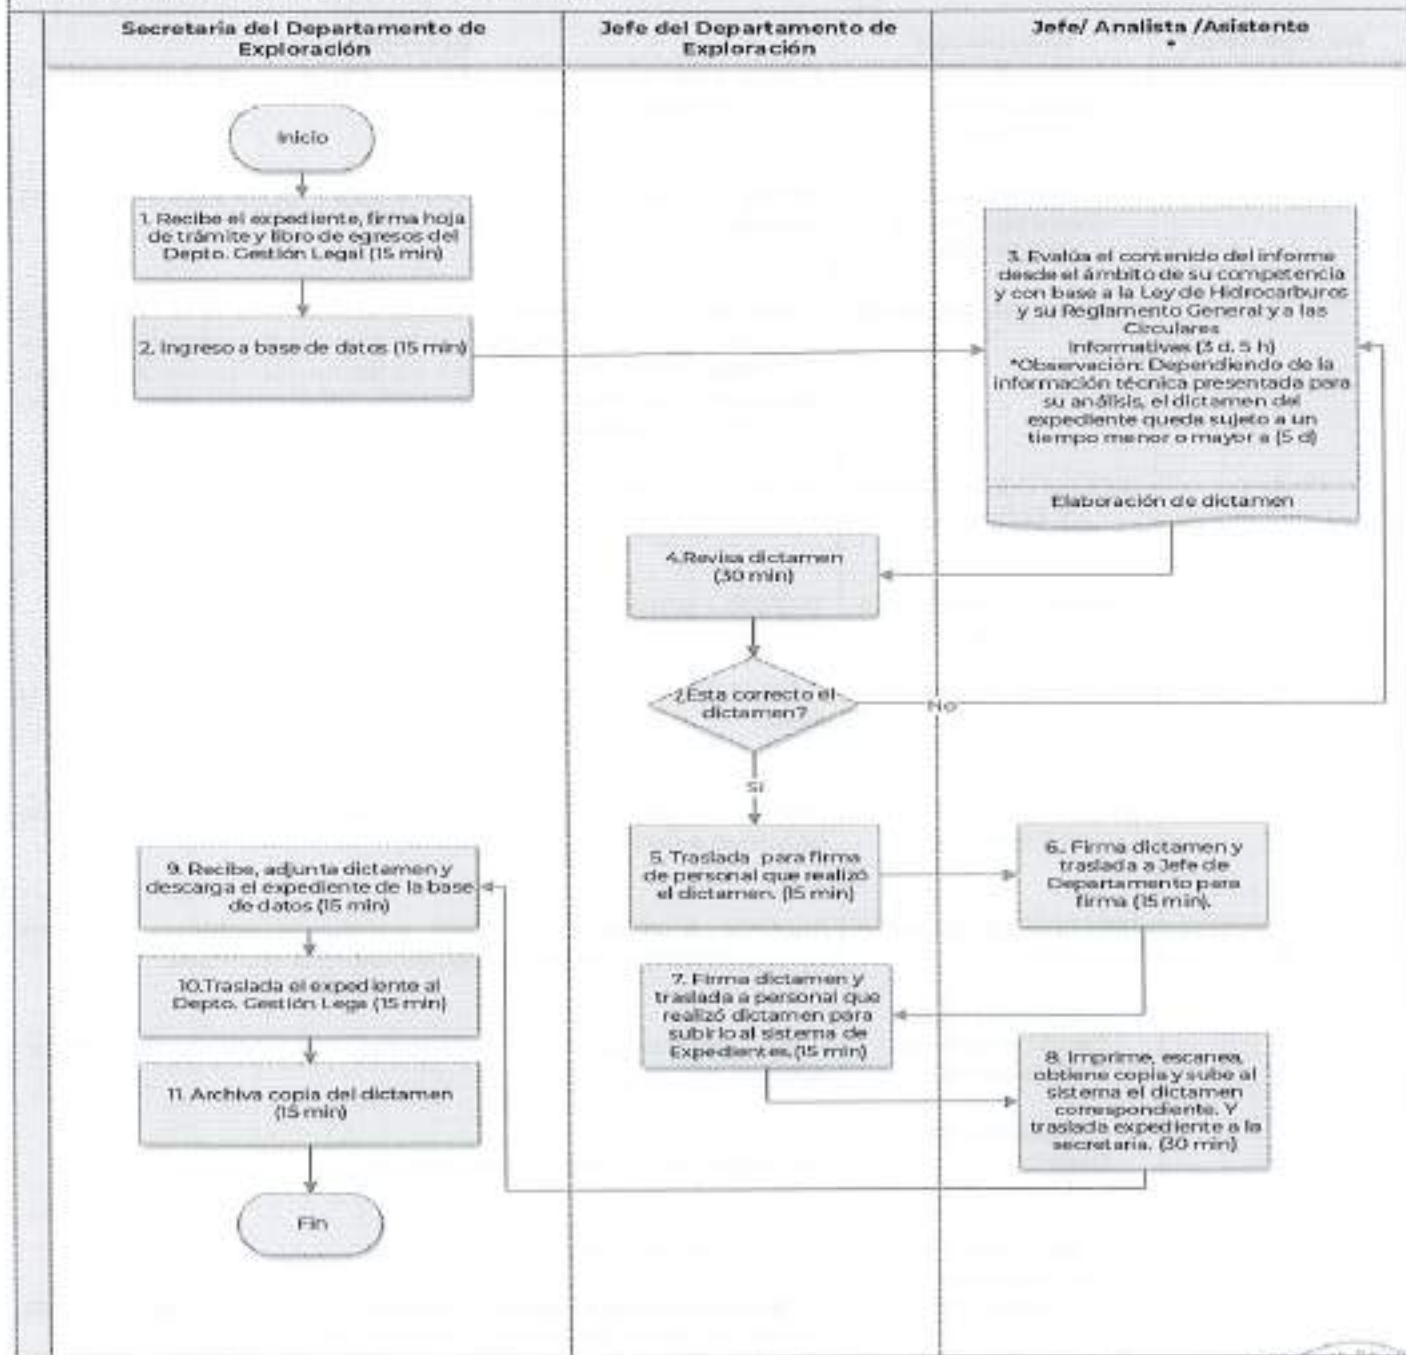 Secretaria del Departamento de
Exploración
Jefe del Departamento de
Exploración
Jefe/ Analista /Asistente
*
Inicio
1. Recibe el expediente, firma hoja
de trámite y libro de egresos del
Depto. Gestión Legal (15 min)
2. Ingreso a base de datos (15 min)
3. Evalúa el contenido del informe
desde el ámbito de su competencia
y con base a la Ley de Hidrocarburos
y su Reglamento General y a las
Circulares
Informativas (3 d. 5 h)
*Observación: Dependiendo de la
información técnica presentada para
su análisis, el dictamen del
expediente queda sujeto a un
tiempo menor o mayor a (5 d)
Elaboración de dictamen
4.Revisa dictamen
(30 min)
¿Esta correcto el
dictamen?
No
Si
5. Traslada para firma
de personal que realizó
el dictamen. (15 min)
6.. Firma dictamen y
traslada a Jefe de
Departamento para
firma (15 min).
7. Firma dictamen y
traslada a personal que
realizó dictamen para
subirlo al sistema de
Expedientes.(15 min)
8. Imprime, escanea,
obtiene copia y sube al
sistema el dictamen
correspondiente. Y
traslada expediente a la
secretaria. (30 min)
9. Recibe, adjunta dictamen y
descarga el expediente de la base
de datos (15 min)
10.Traslada el expediente al
Depto. Gestión Lega (15 min)
11. Archiva copia del dictamen
(15 min)
Fin